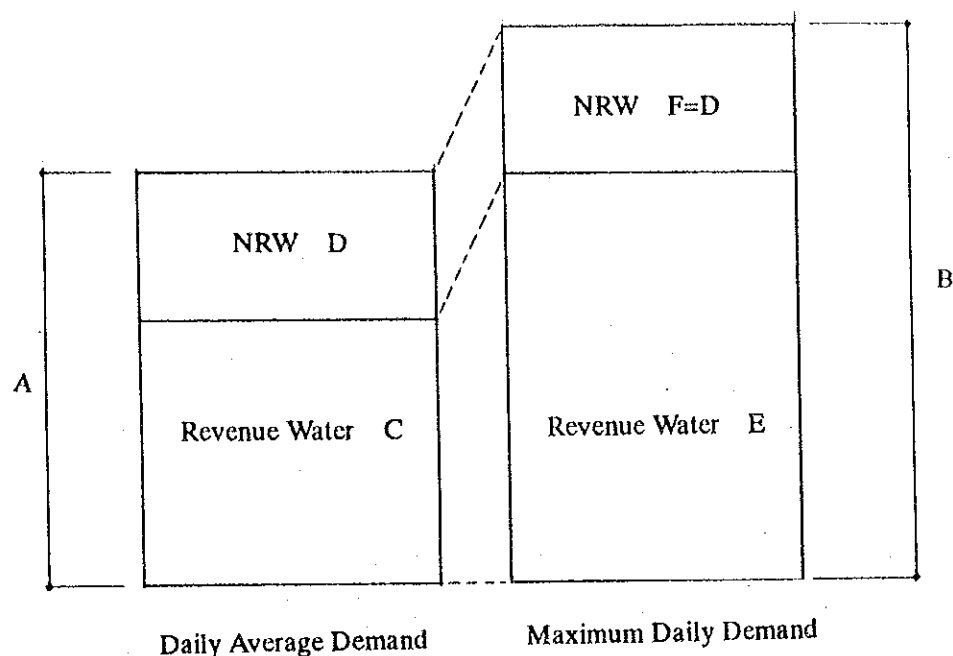 NRW F=D
NRW D
B
A
Revenue Water C
Revenue Water E
Daily Average Demand
Maximum Daily Demand